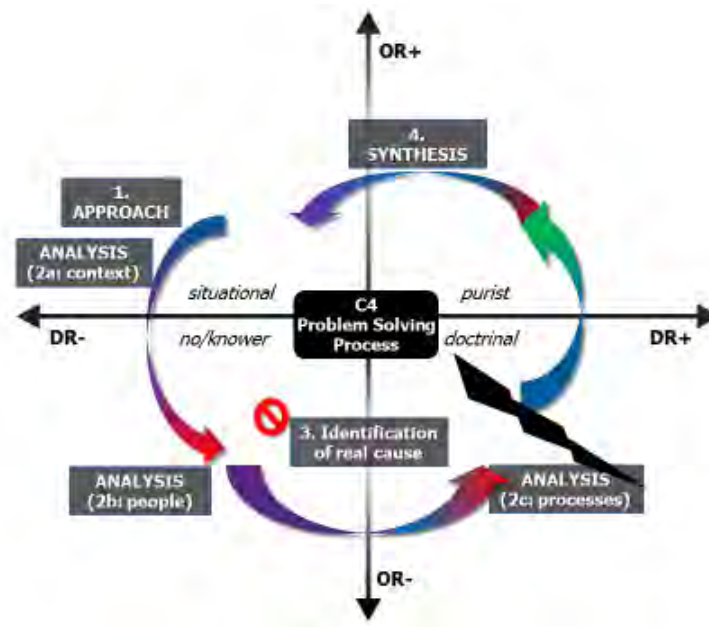 OR+
4.
SYNTHESIS
1.
APPROACH
ANALYSIS
(2a: context)
situational
purist
C4
Problem Solving
Process
DR-
no/knower
doctrinal
DR+
3. Identification
of real cause
ANALYSIS
(2b: people)
ANALYSIS
(2c: processes)
OR-